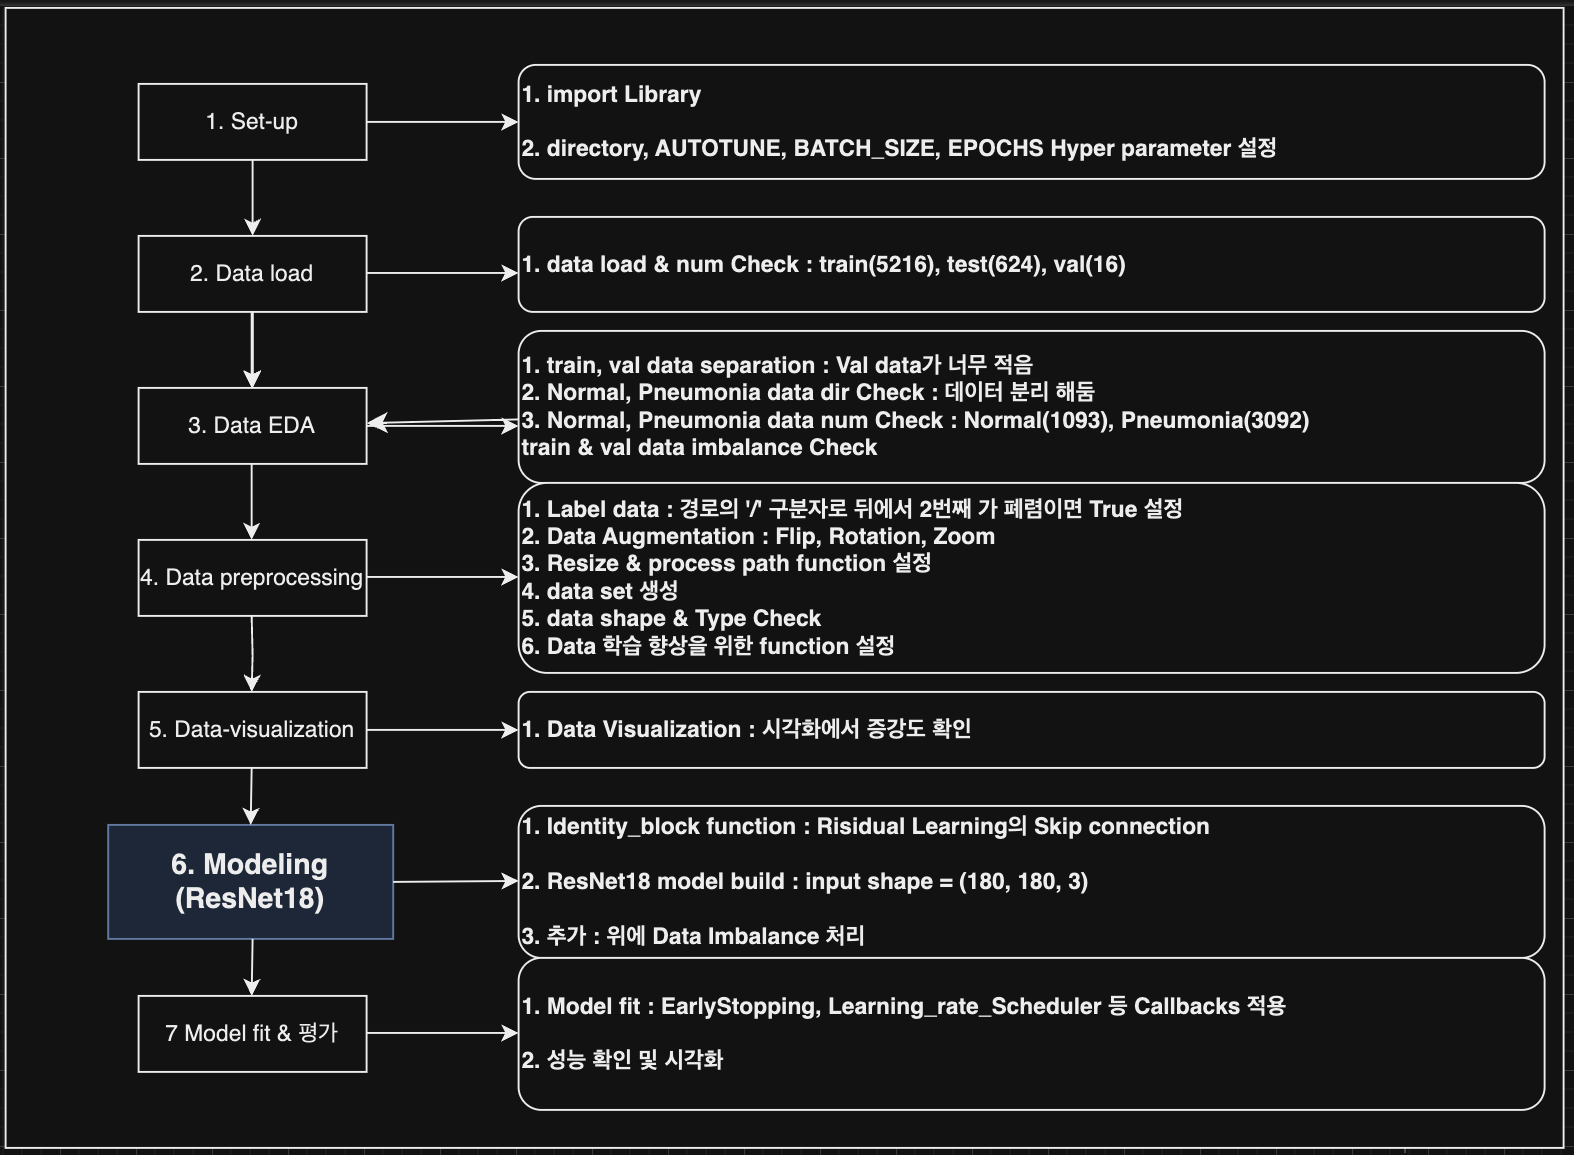 1. Set-up
1. import Library
2. directory, AUTOTUNE, BATCH_SIZE, EPOCHS Hyper parameter 설정
2. Data load
1. data load & num Check : train(5216), test(624), val(16)
3. Data EDA
1. train, val data separation : Val data가 너무 적음
2. Normal, Pneumonia data dir Check : 데이터 분리 해둠
3. Normal, Pneumonia data num Check : Normal(1093), Pneumonia(3092)
train & val data imbalance Check
4. Data preprocessing
1. Label data : 경로의 '/' 구분자로 뒤에서 2번째 가 폐렴이면 True 설정
2. Data Augmentation : Flip, Rotation, Zoom
3. Resize & process path function 설정
4. data set 생성
5. data shape & Type Check
6. Data 학습 향상을 위한 function 설정
5. Data-visualization
1. Data Visualization : 시각화에서 증강도 확인
6. Modeling
(ResNet18)
1. Identity_block function : Risidual Learning의 Skip connection
2. ResNet18 model build : input shape = (180, 180, 3)
3. 추가 : 위에 Data Imbalance 처리
7 Model fit & 평가
1. Model fit : EarlyStopping, Learning_rate_Scheduler 등 Callbacks 적용
2. 성능 확인 및 시각화